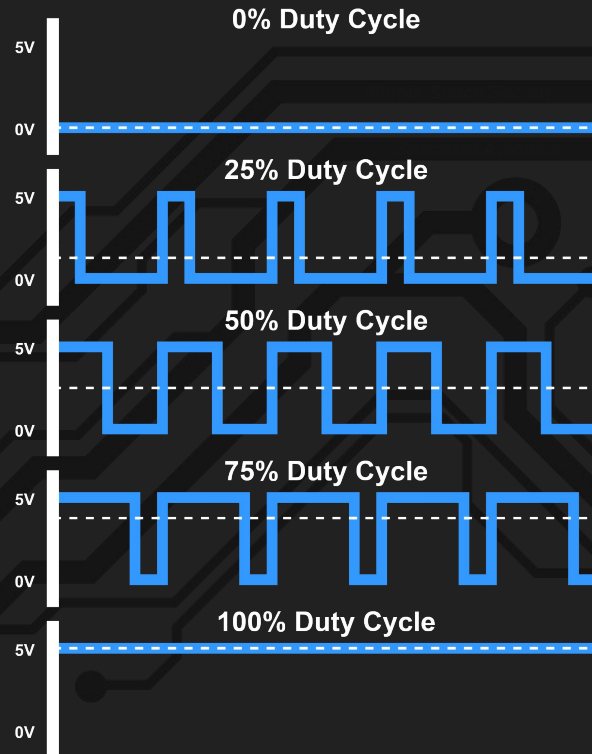 0% Duty Cycle
5V
0V
25% Duty Cycle
5V
0V
50% Duty Cycle
5V
0V
75% Duty Cycle
5V
0V
100% Duty Cycle
5V
0V